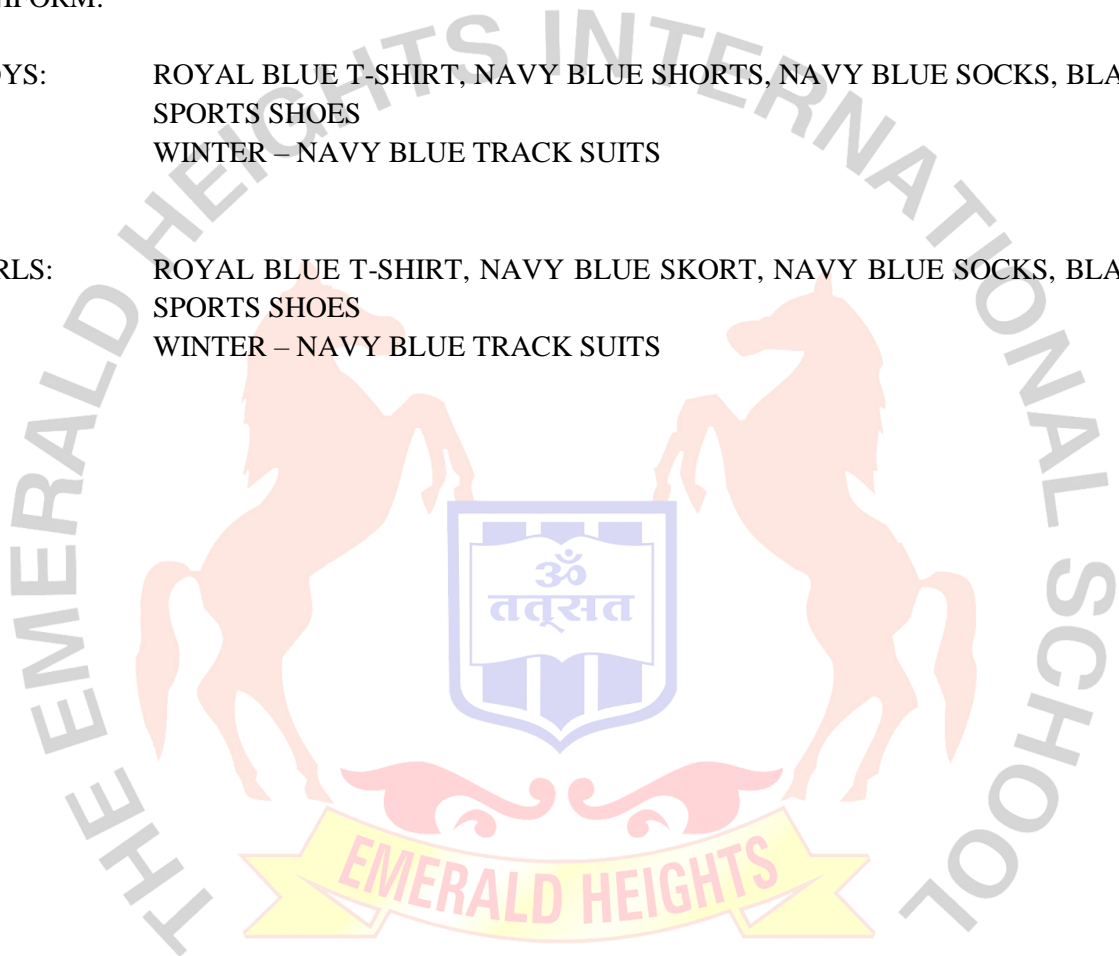 OYS: ROYAL BLUE T-SHIRT, NAVY BLUE SHORTS, NAVY BLUE SOCKS, BLA
SPORTS SHOES
WINTER – NAVY BLUE TRACK SUITS
RLS: ROYAL BLUE T-SHIRT, NAVY BLUE SKORT, NAVY BLUE SOCKS, BLA
SPORTS SHOES
WINTER – NAVY BLUE TRACK SUITS
THE EMERALD HEIGHTS INTERNATIONAL SCHOOL
ॐ
तत्सत
EMERALD HEIGHTS